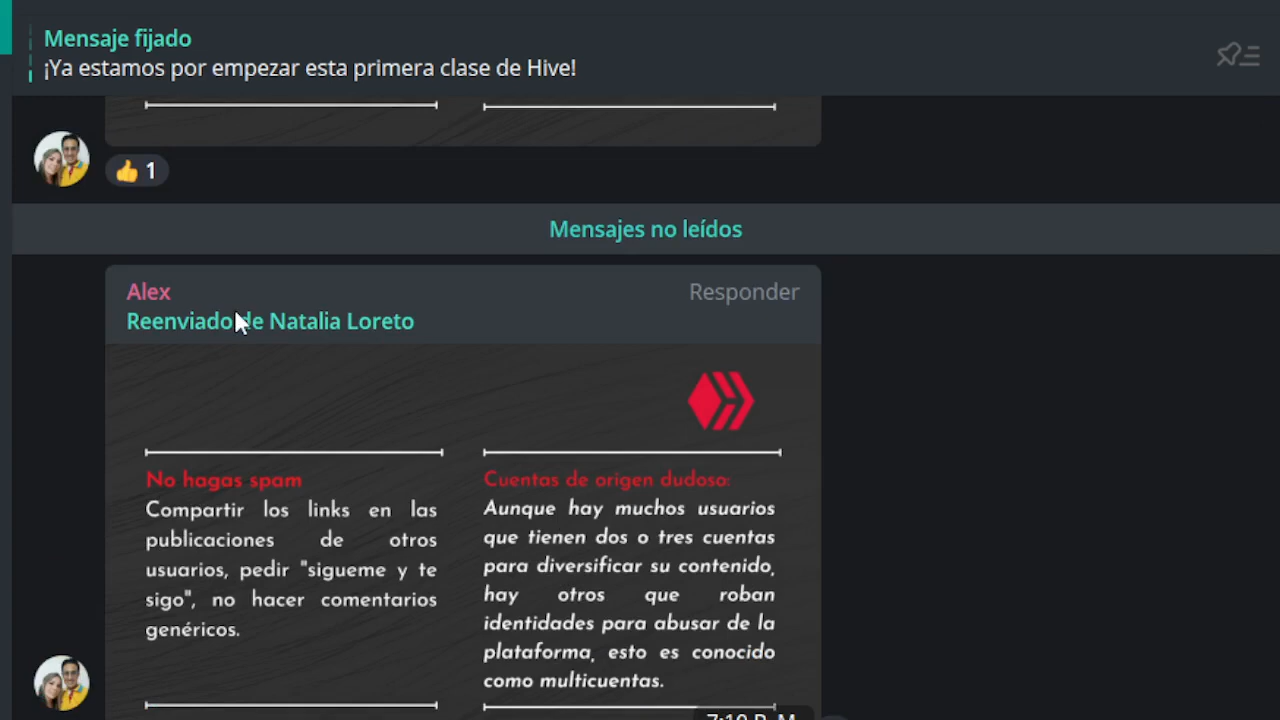 Mensaje fijado
¡Ya estamos por empezar esta primera clase de Hive!
👍 1
Mensajes no leídos
Alex
Responder
Reenviado de Natalia Loreto
No hagas spam
Compartir los links en las
publicaciones de otros
usuarios, pedir "sigueme y te
sigo", no hacer comentarios
genéricos.
Cuentas de origen dudoso:
Aunque hay muchos usuarios
que tienen dos o tres cuentas
para diversificar su contenido,
hay otros que roban
identidades para abusar de la
plataforma, esto es conocido
como multicuentas.